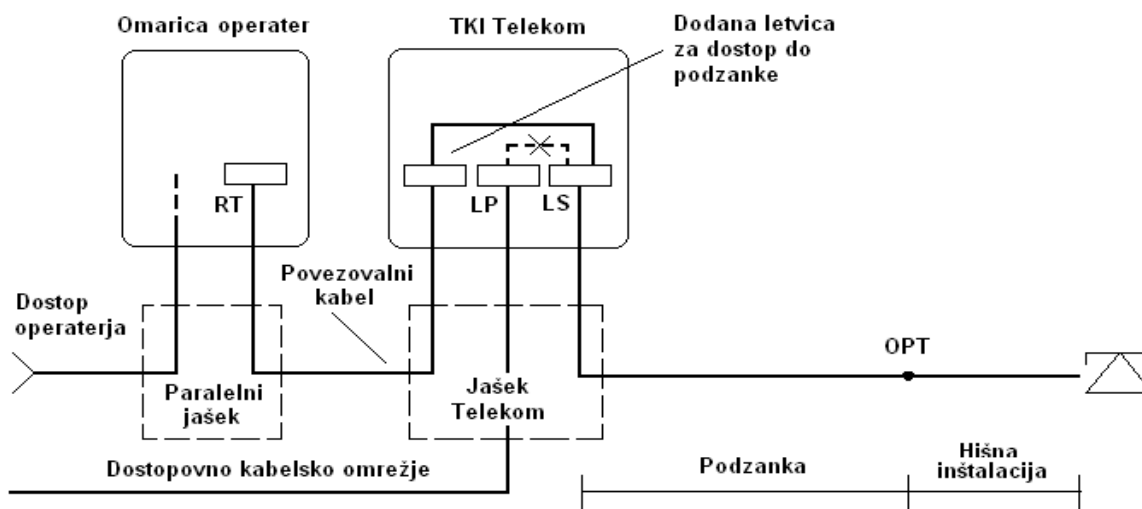 Omarica operater
TKI Telekom
Dodana letvica
za dostop do
podzanke
RT
LP
LS
Povezovalni
kabel
Dostop
operaterja
OPT
Paralelni
jašek
Jašek
Telekom
Dostopovno kabelsko omrežje
Podzanka
Hišna
inštalacija